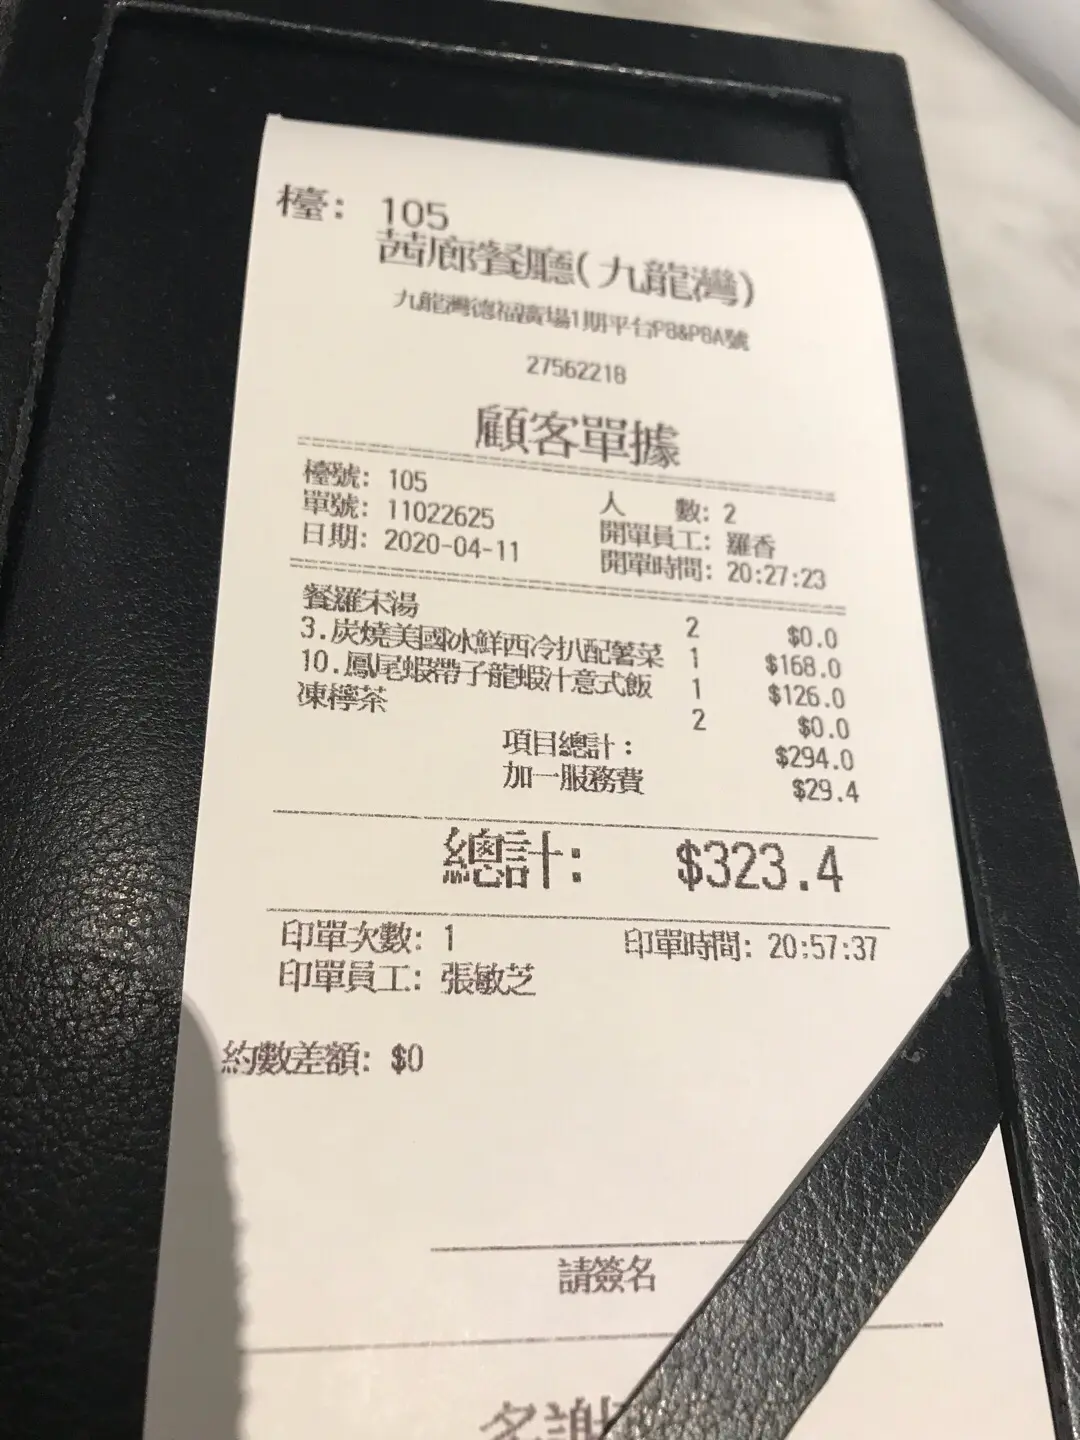 檯: 105
茜廊餐廳(九龍灣)
九龍灣德福廣場1期平台P8&P8A號
27562218
顧客單據
檯號: 105 人 數: 2
單號: 11022625 開單員工: 羅香
日期: 2020-04-11 開單時間: 20:27:23
餐羅宋湯 2 $0.0
3.炭燒美國冰鮮西冷扒配薯菜 1 $168.0
10.鳳尾蝦帶子龍蝦汁意式飯 1 $126.0
凍檸茶 2 $0.0
項目總計: $294.0
加一服務費 $29.4
總計: $323.4
印單次數: 1 印單時間: 20:57:37
印單員工: 張敏芝
約數差額: $0
請簽名
多謝